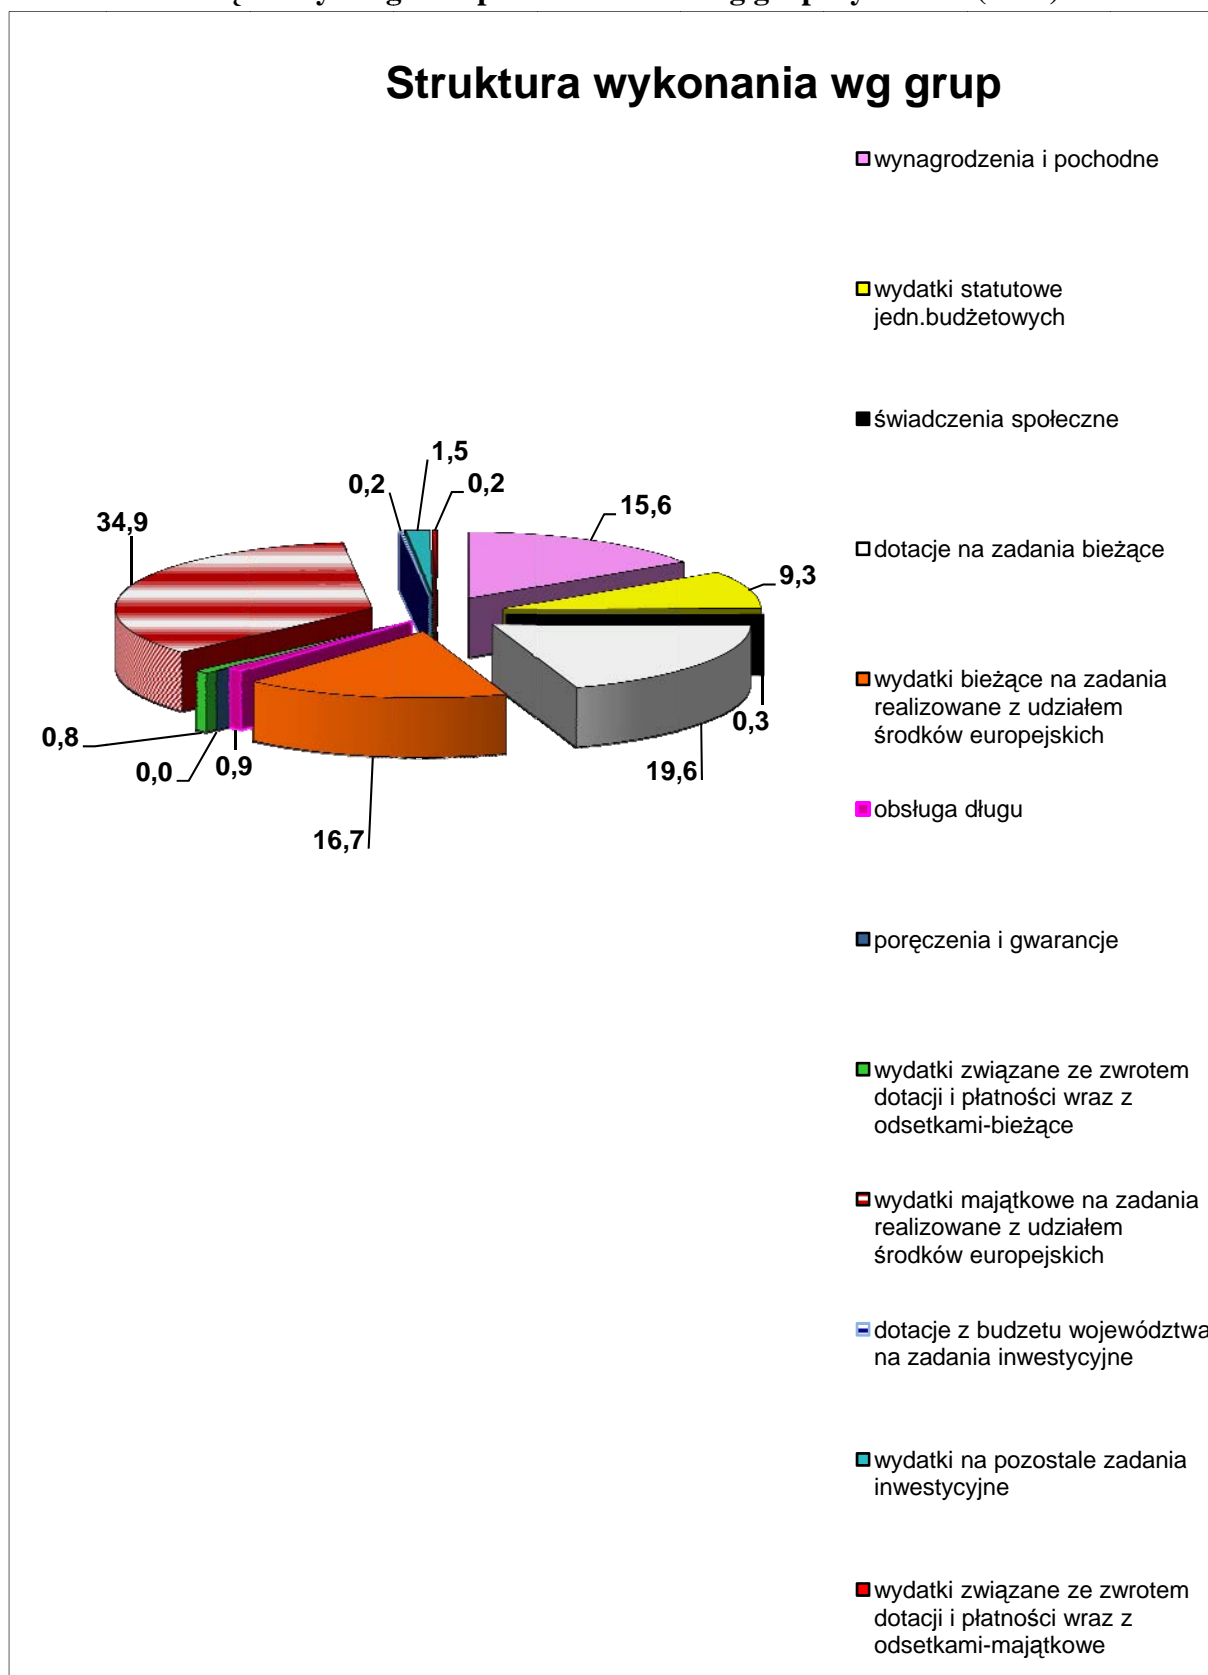 Struktura wykonania wg grup
wynagrodzenia i pochodne
wydatki statutowe
jedn.budżetowych
świadczenia społeczne
1,5
0,2
0,2
15,6
34,9
dotacje na zadania bieżące
9,3
wydatki bieżące na zadania
realizowane z udziałem
środków europejskich
0,3
0,8
0,0
0,9
19,6
16,7
obsługa długu
poręczenia i gwarancje
wydatki związane ze zwrotem
dotacji i płatności wraz z
odsetkami-bieżące
wydatki majątkowe na zadania
realizowane z udziałem
środków europejskich
dotacje z budzetu województwa
na zadania inwestycyjne
wydatki na pozostale zadania
inwestycyjne
wydatki związane ze zwrotem
dotacji i płatności wraz z
odsetkami-majątkowe